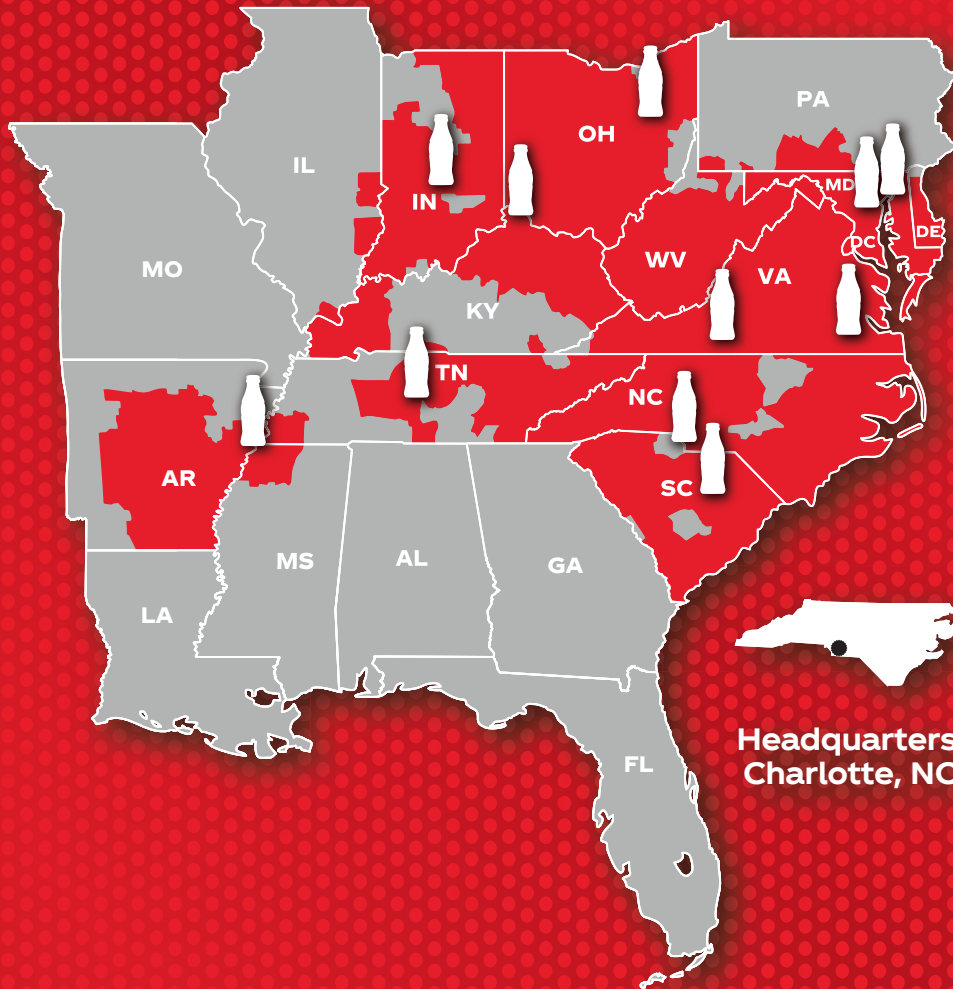 PA
OH
IL
MD
IN
DE
DC
WV
MO
VA
KY
TN
NC
AR
SC
MS
AL
GA
LA
Headquarters
Charlotte, NC
FL